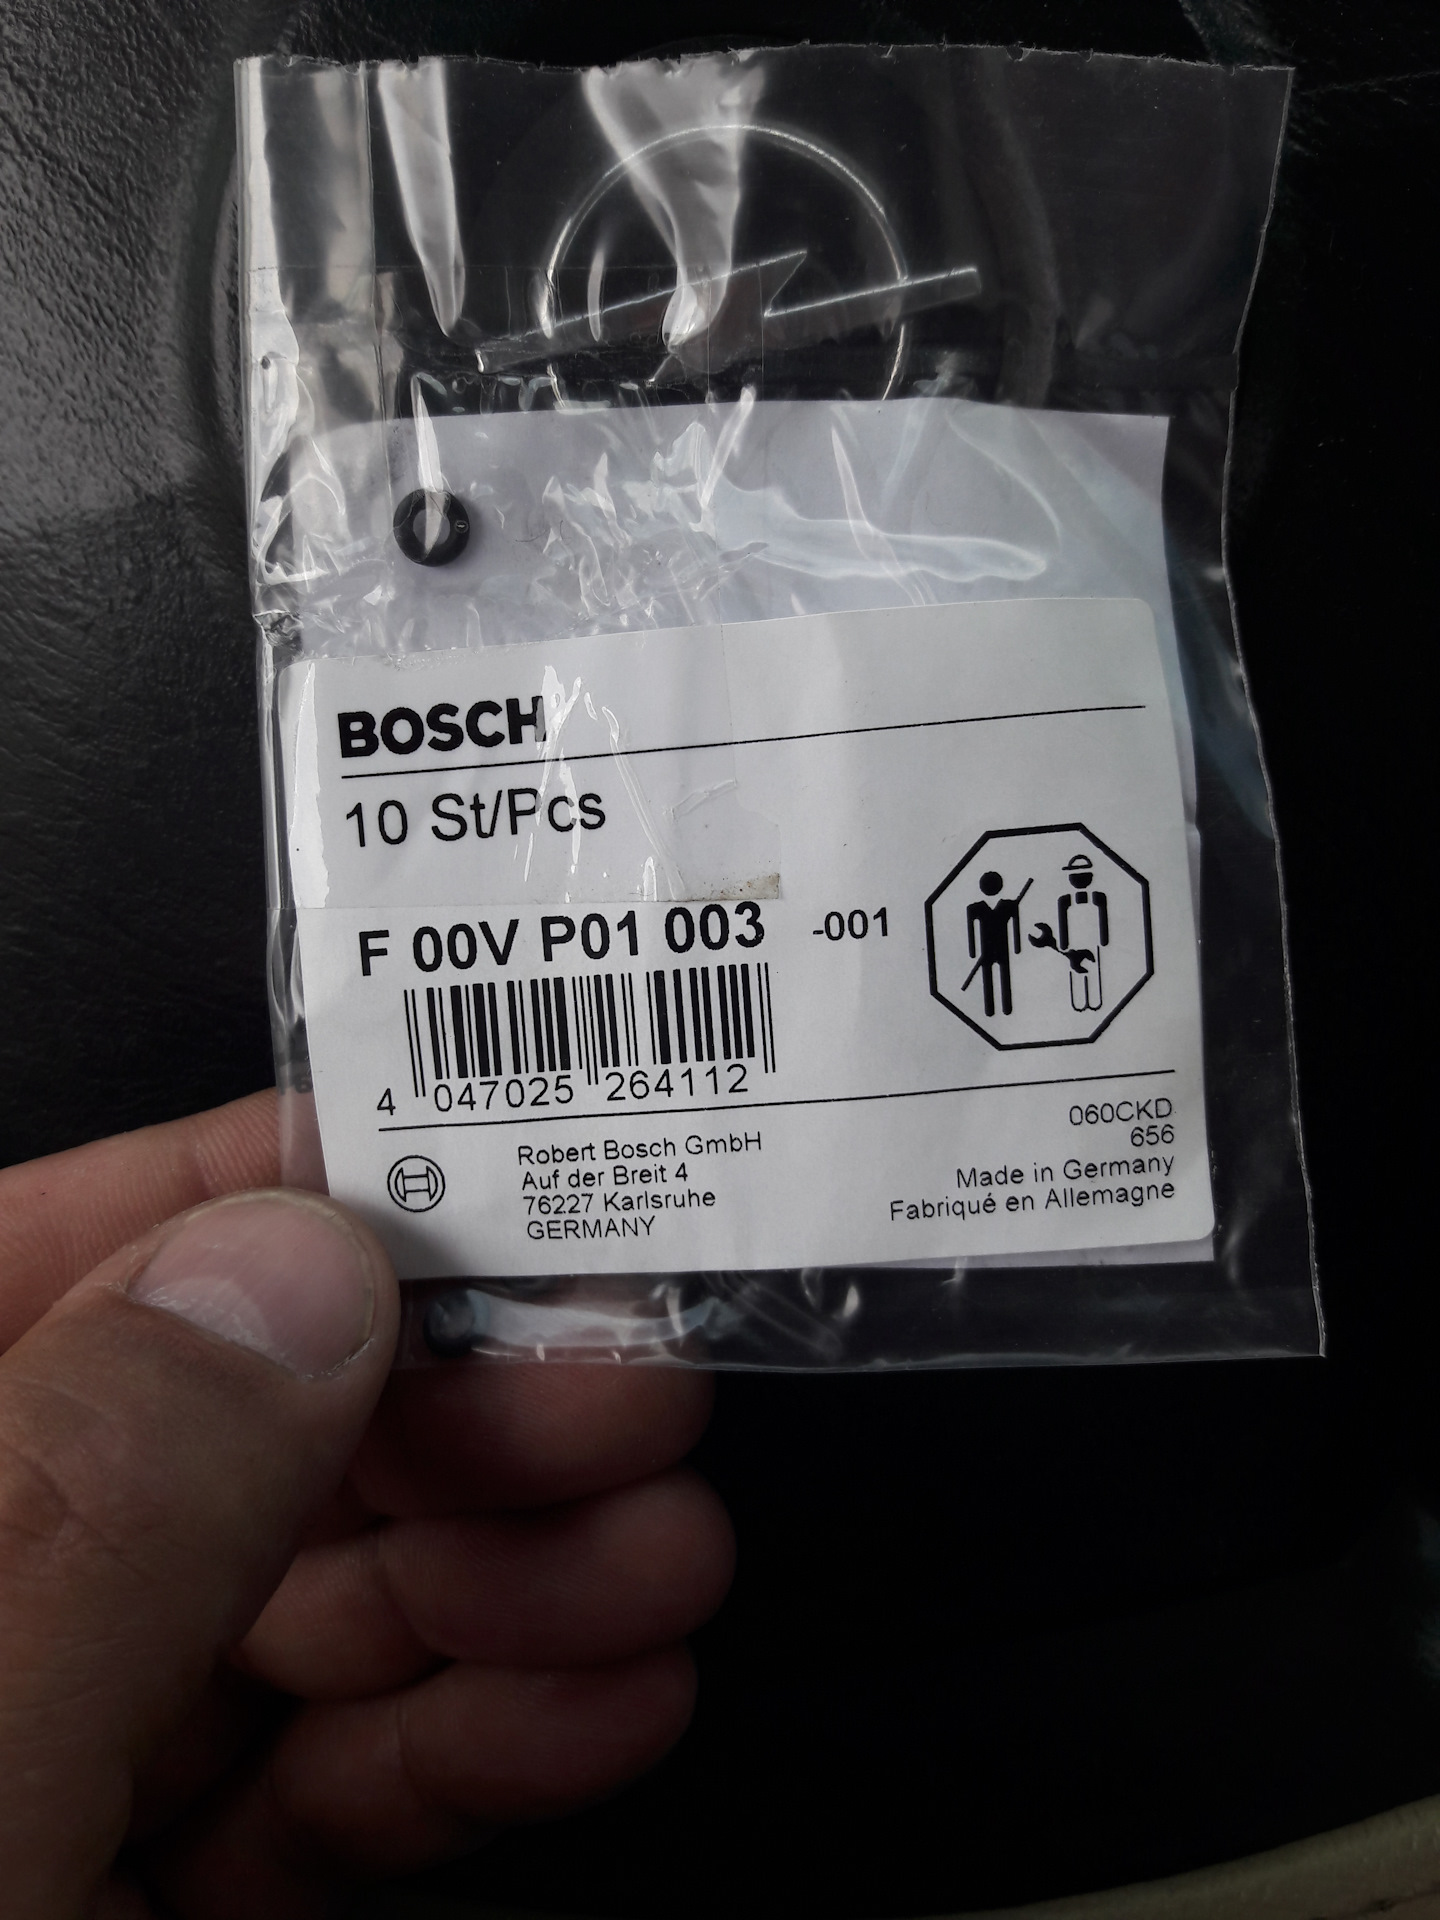 BOSCH
10 St/Pcs
F 00V P01 003 -001
4 047025 264112
Robert Bosch GmbH
Auf der Breit 4
76227 Karlsruhe
GERMANY
060CKD
656
Made in Germany
Fabriqué en Allemagne